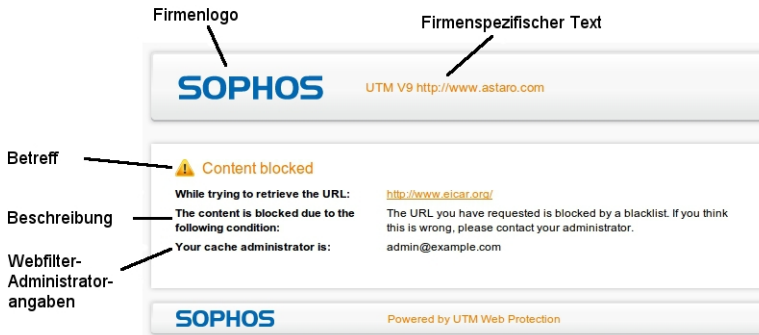 Firmenlogo
Firmenspezifischer Text
SOPHOS
UTM V9 http://www.astaro.com
Betreff
Content blocked
While trying to retrieve the URL:
http://www.eicar.org/
Beschreibung
The content is blocked due to the
following condition:
The URL you have requested is blocked by a blacklist. If you think
this is wrong, please contact your administrator.
Webfilter-
Administrator-
angaben
Your cache administrator is:
admin@example.com
SOPHOS
Powered by UTM Web Protection